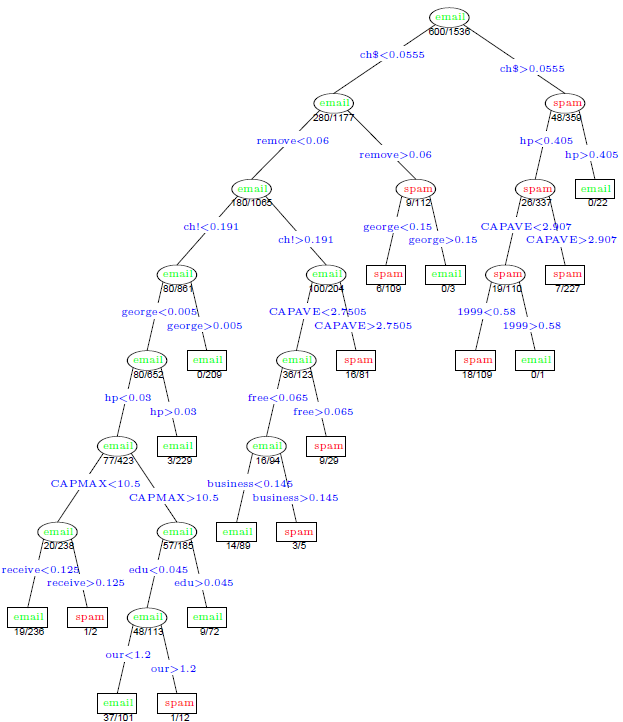 email
600/1536
ch$<0.0555
ch$>0.0555
email
280/1177
spam
48/359
remove<0.06
remove>0.06
hp<0.405
hp>0.405
email
180/1065
spam
9/112
spam
26/337
email
0/22
ch!<0.191
ch!>0.191
george<0.15
george>0.15
CAPAVE<2.907
CAPAVE>2.907
email
80/861
email
100/204
spam
6/109
email
0/3
spam
19/110
spam
7/227
george<0.005
george>0.005
CAPAVE<2.7505
CAPAVE>2.7505
1999<0.58
1999>0.58
email
80/652
email
0/209
email
36/123
spam
16/81
spam
18/109
email
0/1
hp<0.03
hp>0.03
free<0.065
free>0.065
email
77/423
email
3/229
email
16/94
spam
9/29
CAPMAX<10.5
CAPMAX>10.5
business<0.145
business>0.145
email
20/238
email
57/185
email
14/89
spam
3/5
receive<0.125
receive>0.125
edu<0.045
edu>0.045
email
19/236
spam
1/2
email
48/113
email
9/72
our<1.2
our>1.2
email
37/101
spam
1/12